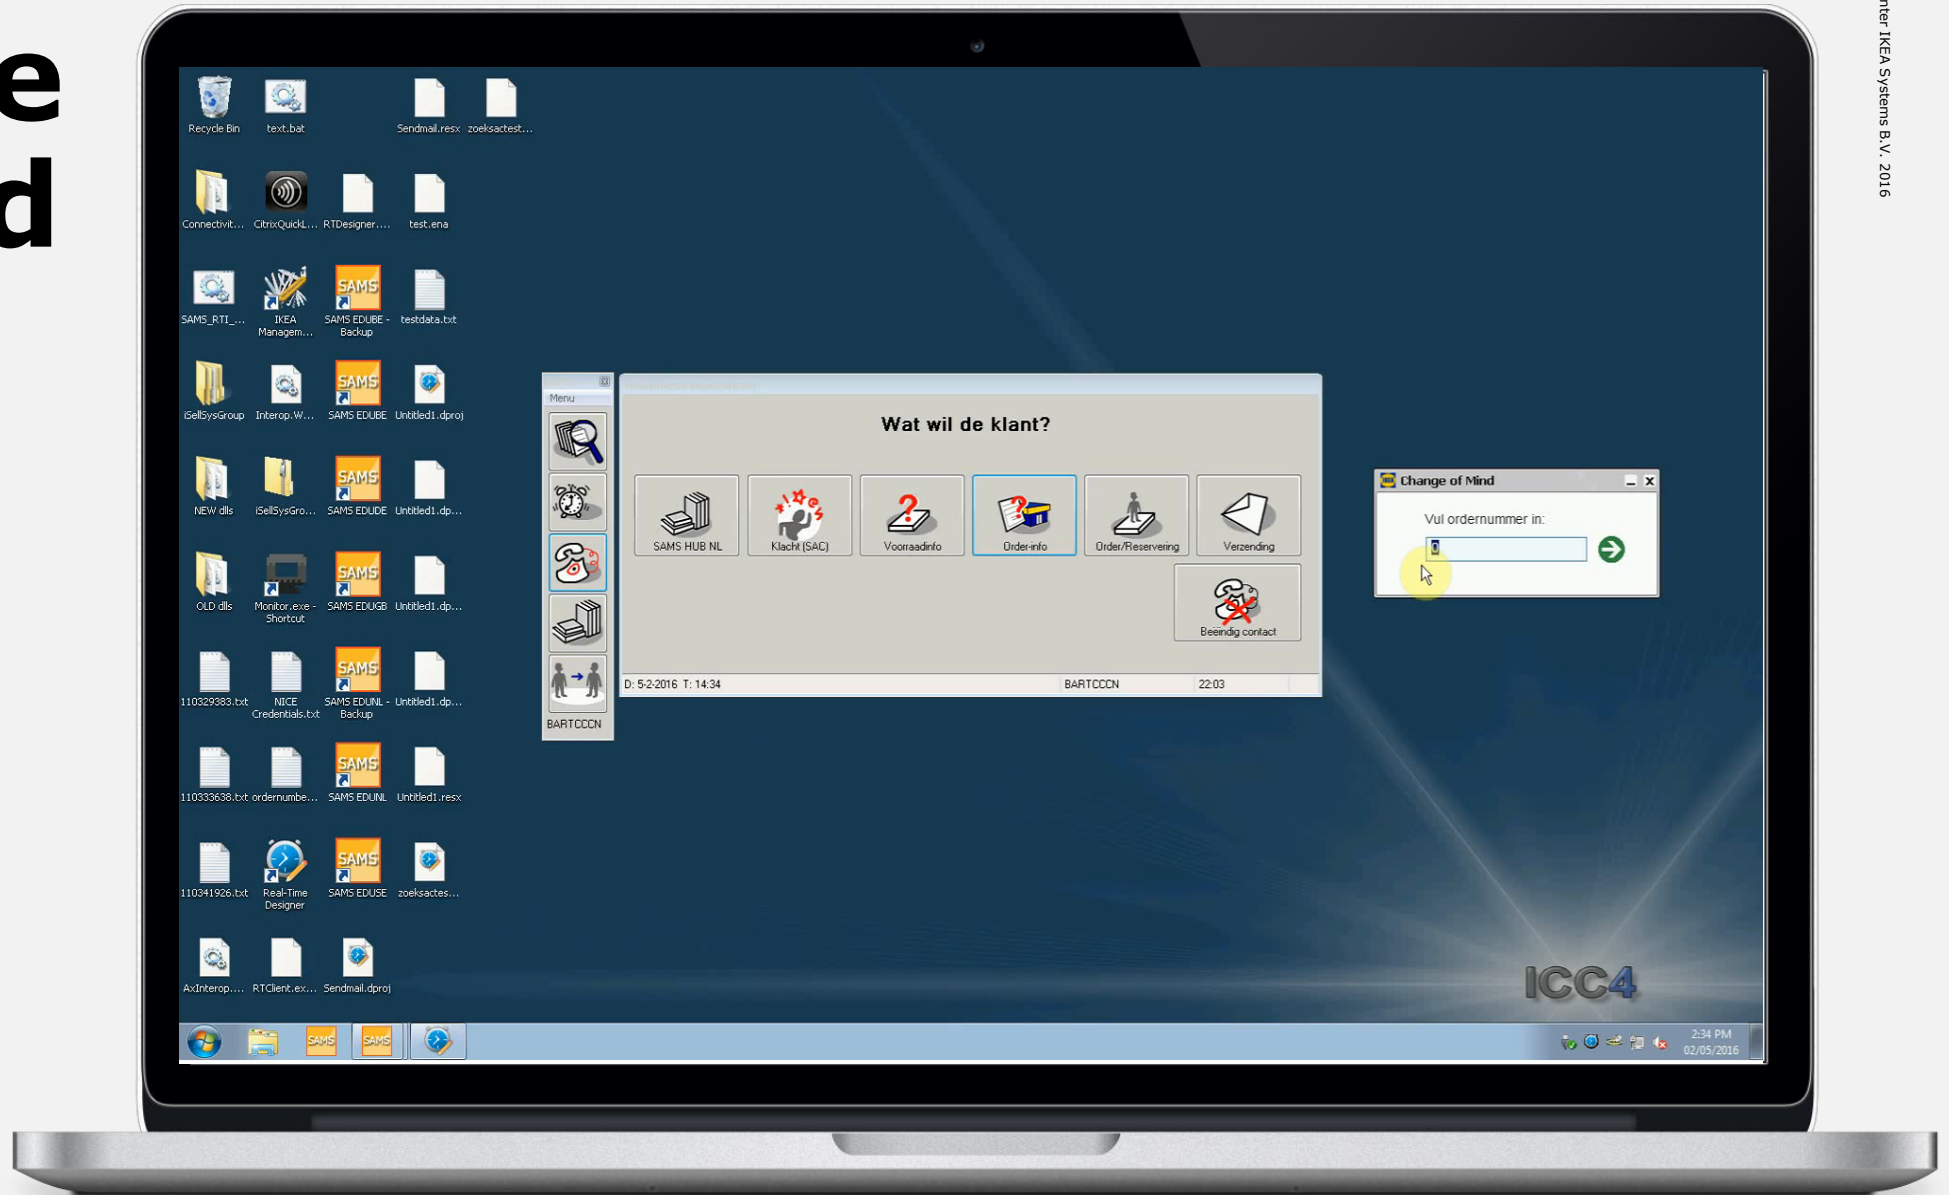 e
d
nter IKEA Systems B.V. 2016
Recycle Bin
text.bat
Sendmail.resx
zoeksactest...
Connectivit...
CitrixQuickL...
RTDesigner....
test.ena
SAMS_RTI_...
IKEA
Managem...
SAMS
SAMS EDUBE -
Backup
testdata.txt
iSellSysGroup
Interop.W...
SAMS
SAMS EDUBE
Untitled1.dproj
NEW dlls
iSellSysGro...
SAMS
SAMS EDUDE
Untitled1.dp...
OLD dlls
Monitor.exe -
Shortcut
SAMS
SAMS EDUGB
Untitled1.dp...
110329383.txt
NICE
Credentials.txt
SAMS
SAMS EDUNL -
Backup
Untitled1.dp...
110333638.txt
ordernumbe...
SAMS
SAMS EDUNL
Untitled1.resx
110341926.txt
Real-Time
Designer
SAMS
SAMS EDUSE
zoeksactes...
AxInterop....
RTClient.ex...
Sendmail.dproj
Menu
BARTCCCN
Wat wil de klant?
SAMS HUB NL
Klacht (SAC)
Voorraadinfo
Order-info
Order/Reservering
Verzending
Beëindig contact
D: 5-2-2016 T: 14:34
BARTCCCN
22:03
Change of Mind
Vul ordernummer in:
0
ICC4
SAMS
SAMS
2:34 PM
02/05/2016